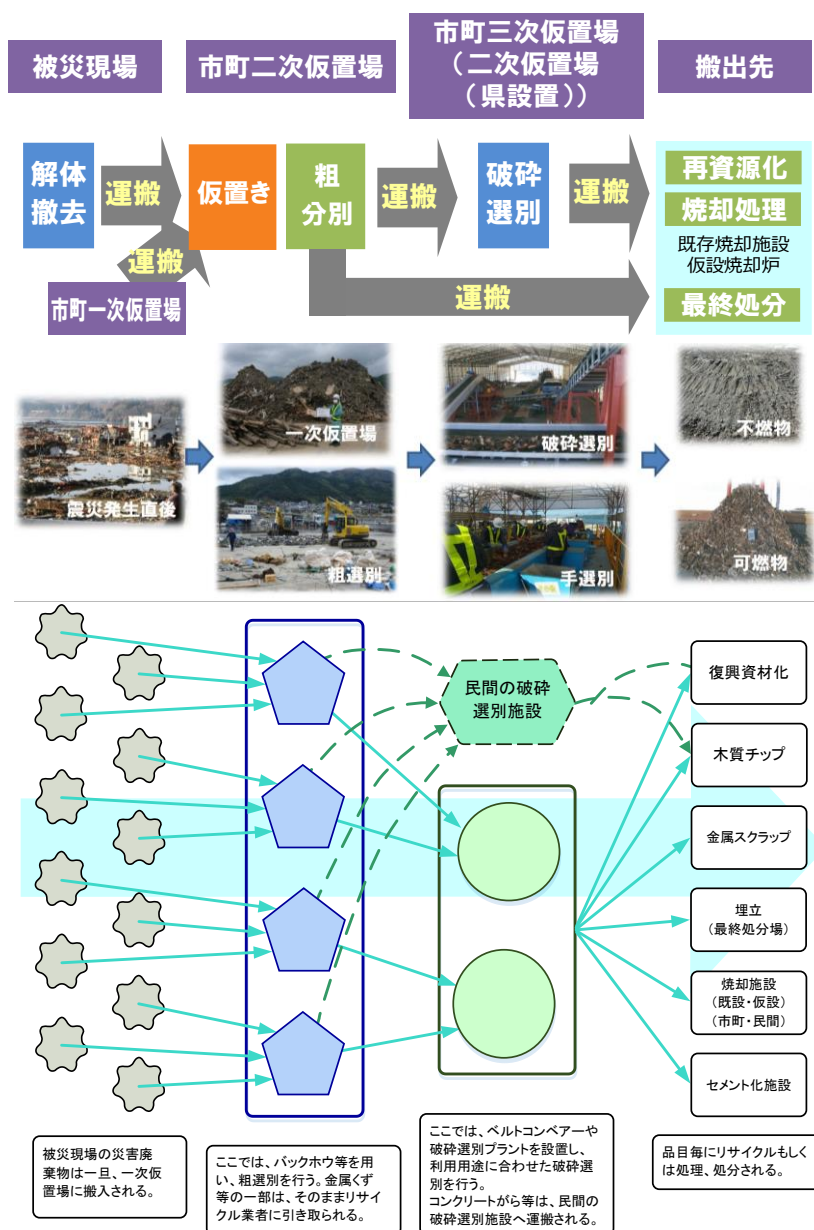 被災現場
市町二次仮置場
市町三次仮置場
（二次仮置場
（県設置））
搬出先
解体
撤去
運搬
仮置き
粗
分別
運搬
破砕
選別
運搬
再資源化
焼却処理
既存焼却施設
仮設焼却炉
最終処分
運搬
市町一次仮置場
運搬
震災発生直後
一次仮置場
粗選別
破砕選別
手選別
不燃物
可燃物
民間の破砕
選別施設
復興資材化
木質チップ
金属スクラップ
埋立
（最終処分場）
焼却施設
（既設・仮設）
（市町・民間）
セメント化施設
被災現場の災害廃
棄物は一旦、一次仮
置場に搬入される。
ここでは、バックホウ等を用
い、粗選別を行う。金属くず
等の一部は、そのままリサイ
クル業者に引き取られる。
ここでは、ベルトコンベアーや
破砕選別プラントを設置し、
利用用途に合わせた破砕選
別を行う。
コンクリートがら等は、民間の
破砕選別施設へ運搬される。
品目毎にリサイクルもしく
は処理、処分される。